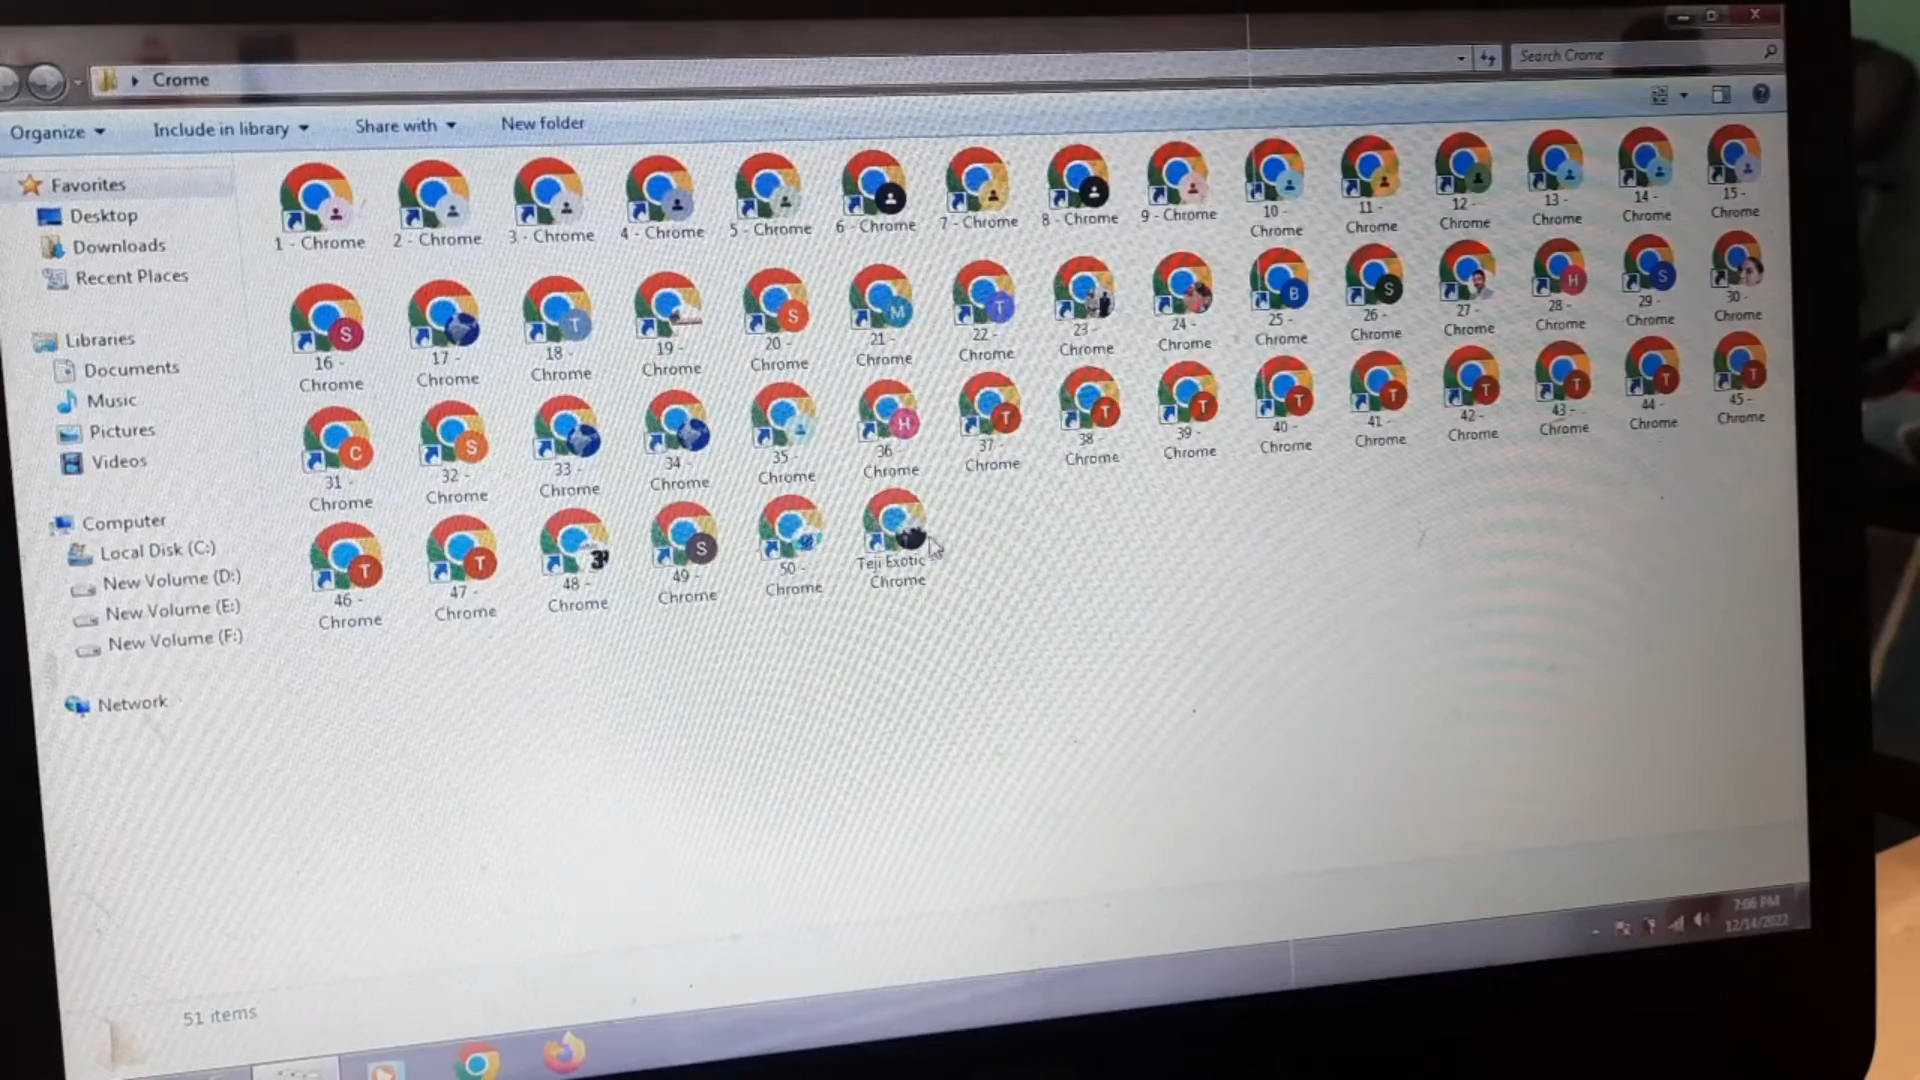 Crome
Search Crome
Organize
Include in library
Share with
New folder
Favorites
Desktop
Downloads
Recent Places
Libraries
Documents
Music
Pictures
Videos
Computer
Local Disk (C:)
New Volume (D:)
New Volume (E:)
New Volume (F:)
Network
1 - Chrome
2 - Chrome
3 - Chrome
4 - Chrome
5 - Chrome
6 - Chrome
7 - Chrome
8 - Chrome
9 - Chrome
10 -
Chrome
11 -
Chrome
12 -
Chrome
13 -
Chrome
14 -
Chrome
15 -
Chrome
S
16 -
Chrome
17 -
Chrome
T
18 -
Chrome
19 -
Chrome
S
20 -
Chrome
M
21 -
Chrome
T
22 -
Chrome
23 -
Chrome
24 -
Chrome
B
25 -
Chrome
S
26 -
Chrome
27 -
Chrome
H
28 -
Chrome
S
29 -
Chrome
30 -
Chrome
C
31 -
Chrome
S
32 -
Chrome
33 -
Chrome
34 -
Chrome
35 -
Chrome
H
36 -
Chrome
T
37 -
Chrome
T
38 -
Chrome
T
39 -
Chrome
T
40 -
Chrome
T
41 -
Chrome
T
42 -
Chrome
T
43 -
Chrome
T
44 -
Chrome
T
45 -
Chrome
T
46 -
Chrome
T
47 -
Chrome
48 -
Chrome
S
49 -
Chrome
50 -
Chrome
Teji Exotic -
Chrome
51 items
7:06 PM
12/14/2022